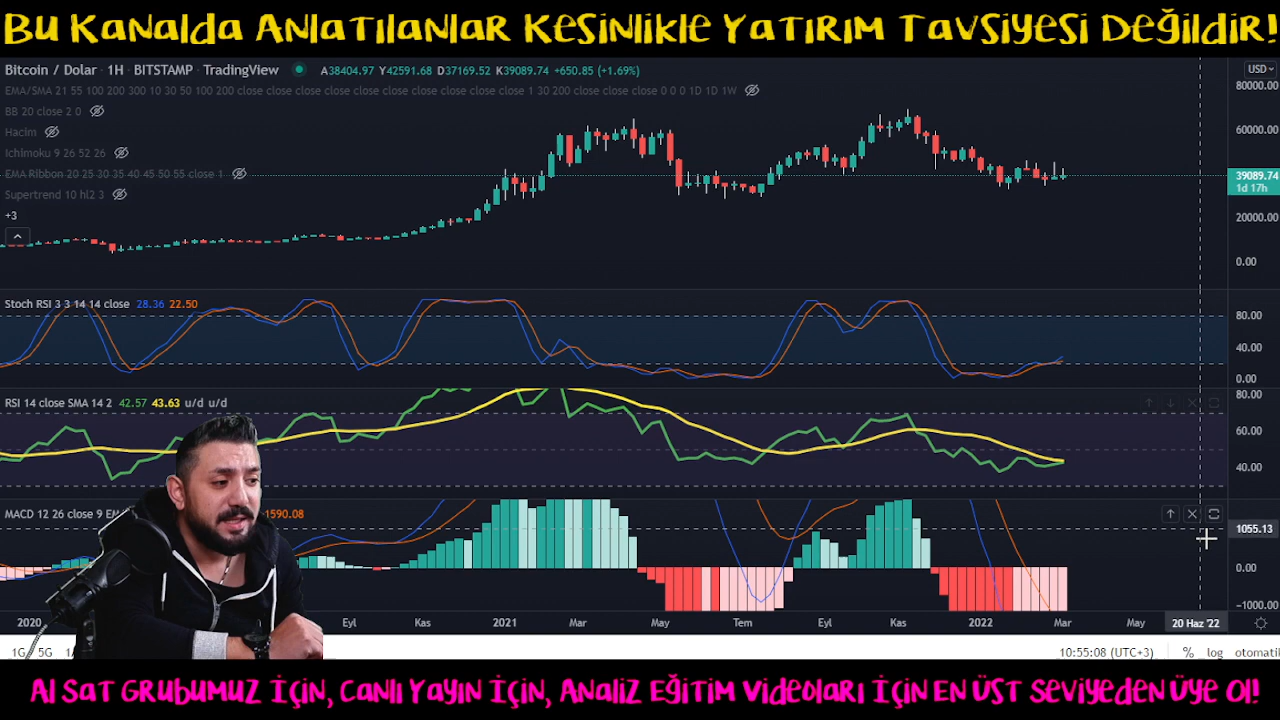 Bu Kanalda Anlatılanlar Kesinlikle Yatırım Tavsiyesi Değildir!
Bitcoin / Dolar · 1H · BITSTAMP · TradingView A38404.97 Y42591.68 D37169.52 K39089.74 +650.85 (+1.69%)
USD
EMA/SMA 21 55 100 200 300 10 30 50 100 200 close close close close close close close close close close 1 30 200 close close close 0 0 0 1D 1D 1W
BB 20 close 2 0
Hacim
Ichimoku 9 26 52 26
EMA Ribbon 20 25 30 35 40 45 50 55 close 1
Supertrend 10 hl2 3
+3
80000.00
60000.00
39089.74
1d 17h
20000.00
0.00
Stoch RSI 3 3 14 14 close 28.36 22.50
80.00
40.00
0.00
RSI 14 close SMA 14 2 42.57 43.63 u/d u/d
80.00
60.00
40.00
MACD 12 26 close 9 -1590.08
1055.13
0.00
−1000.00
2020 Eyl Kas 2021 Mar May Tem Eyl Kas 2022 Mar May 20 Haz '22
1G 5G 10:55:08 (UTC+3) % log otomatik
Al Sat Grubumuz İçin, Canlı Yayın İçin, Analiz Eğitim Videoları İçin En Üst Seviyeden Üye Ol!